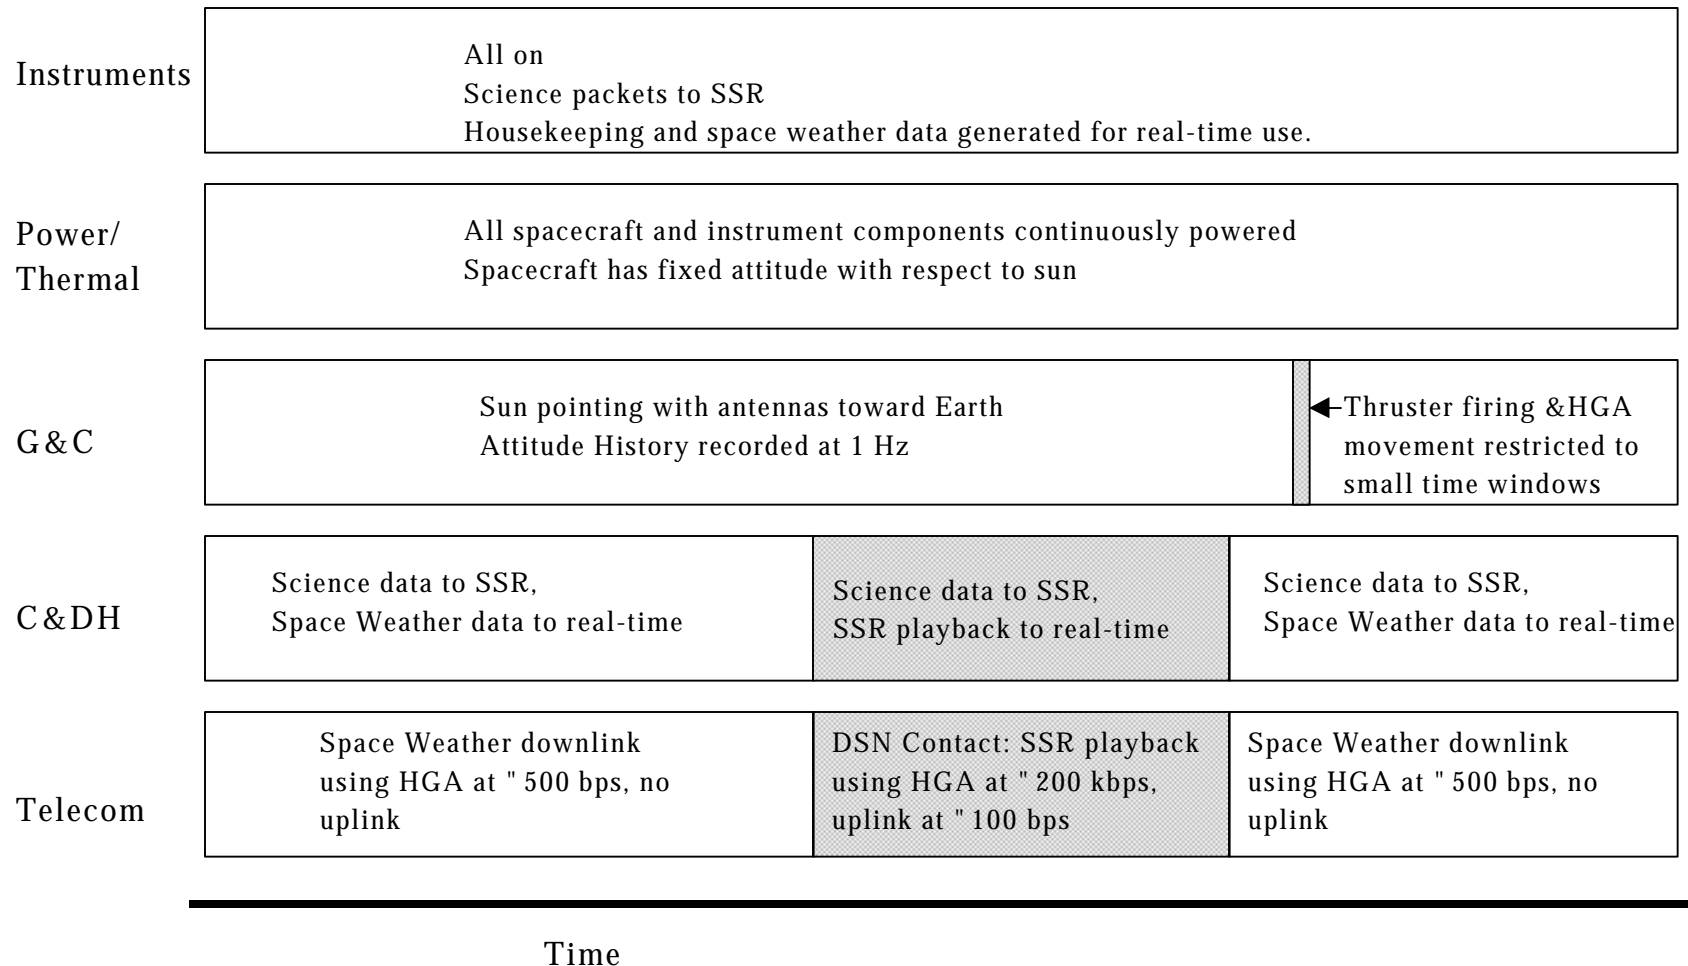 Instruments
All on
Science packets to SSR
Housekeeping and space weather data generated for real-time use.
Power/
Thermal
All spacecraft and instrument components continuously powered
Spacecraft has fixed attitude with respect to sun
G&C
Sun pointing with antennas toward Earth
Attitude History recorded at 1 Hz
Thruster firing &HGA
movement restricted to
small time windows
C&DH
Science data to SSR,
Space Weather data to real-time
Science data to SSR,
SSR playback to real-time
Science data to SSR,
Space Weather data to real-time
Telecom
Space Weather downlink
using HGA at "500 bps, no
uplink
DSN Contact: SSR playback
using HGA at "200 kbps,
uplink at "100 bps
Space Weather downlink
using HGA at "500 bps, no
uplink
Time